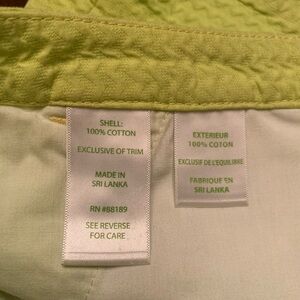 SHELL:
100% COTTON
EXCLUSIVE OF TRIM
MADE IN
SRI LANKA
RN #88189
SEE REVERSE
FOR CARE
EXTERIEUR
100% COTON
EXCLUSIF DE L'EQUILIBRE
FABRIQUE EN
SRI LANKA